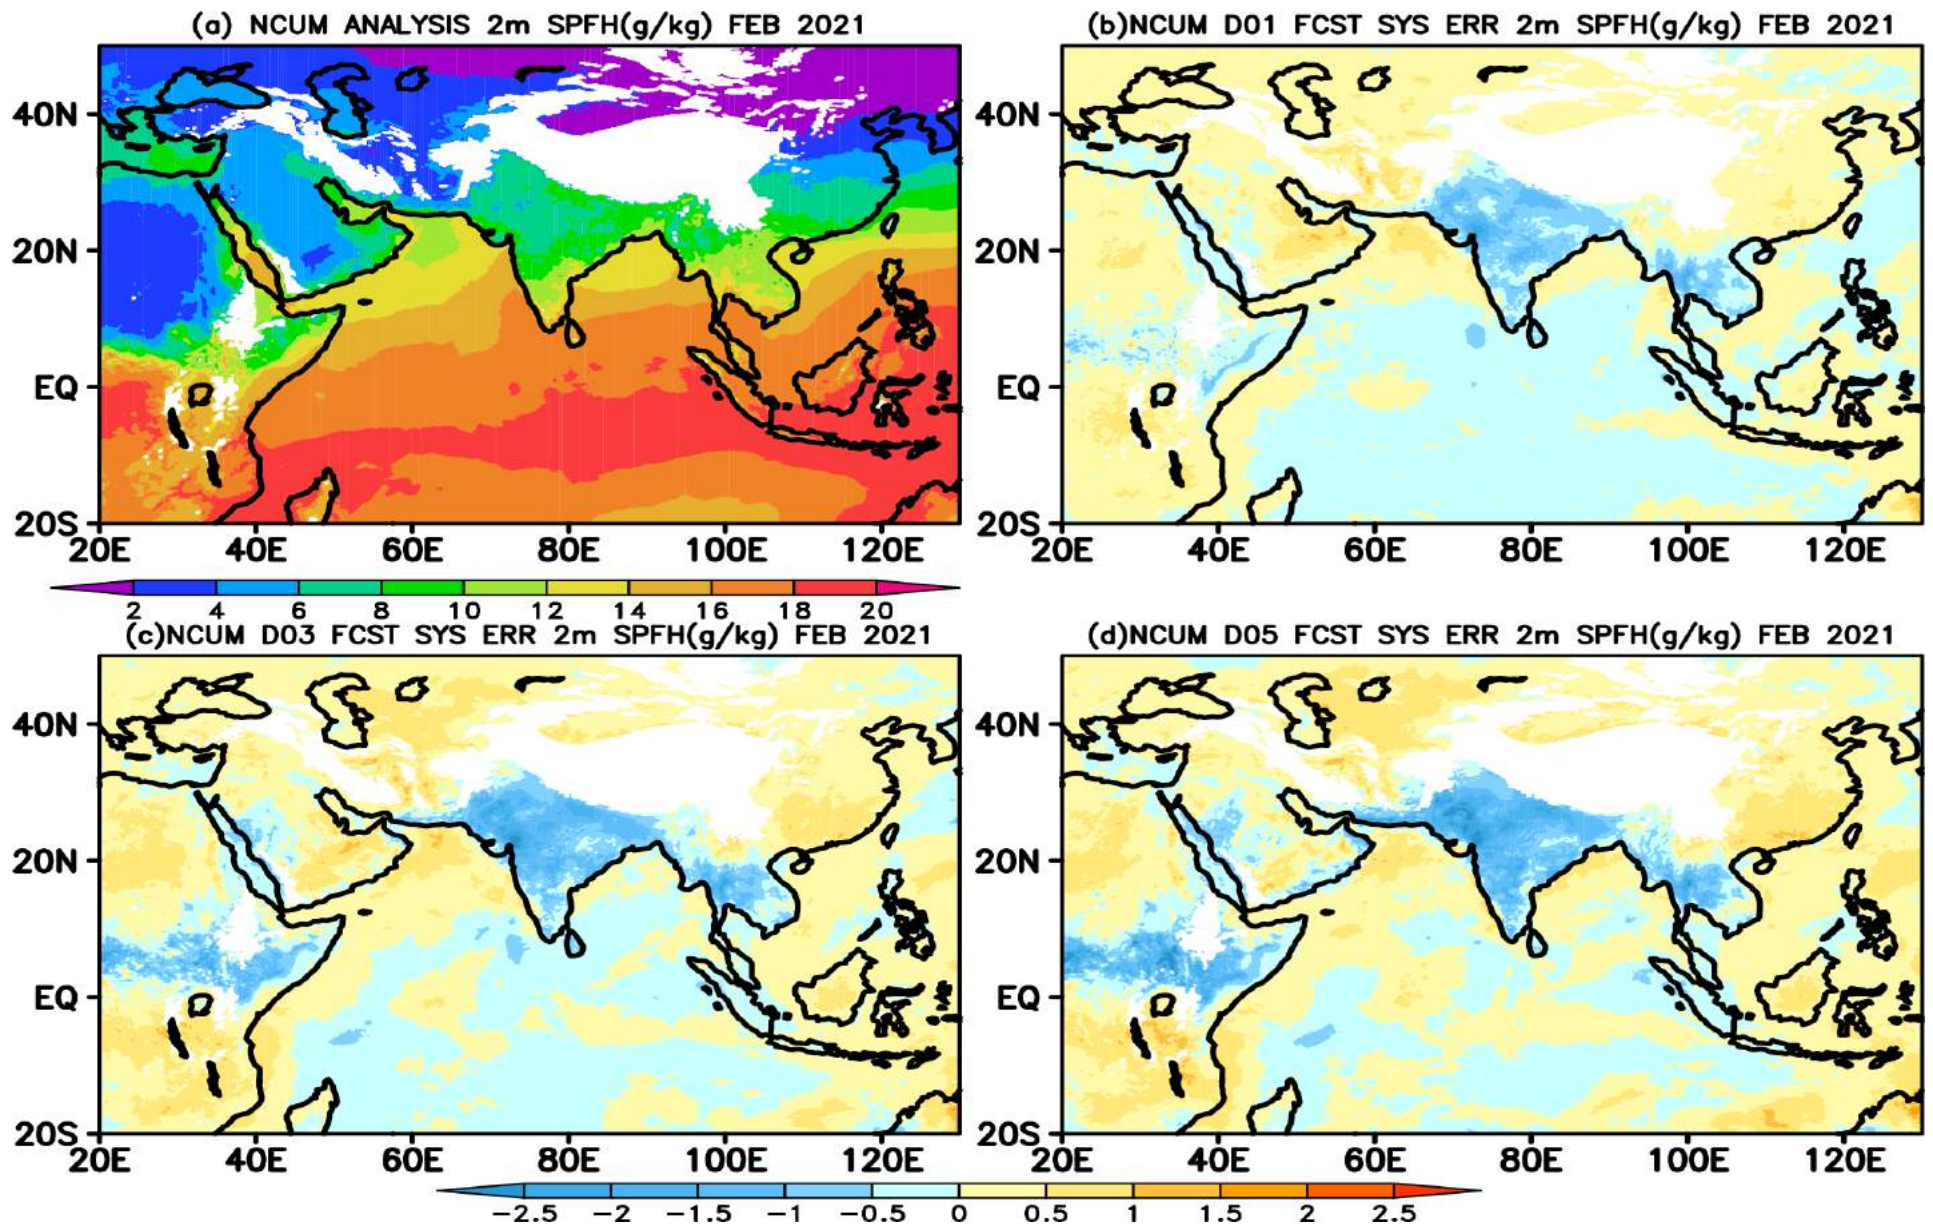 (a) NCUM ANALYSIS 2m SPFH(g/kg) FEB 2021
40N
20N
EQ
20S
20E 40E 60E 80E 100E 120E
2 4 6 8 10 12 14 16 18 20
(b)NCUM D01 FCST SYS ERR 2m SPFH(g/kg) FEB 2021
40N
20N
EQ
20S
20E 40E 60E 80E 100E 120E
(c)NCUM D03 FCST SYS ERR 2m SPFH(g/kg) FEB 2021
40N
20N
EQ
20S
20E 40E 60E 80E 100E 120E
(d)NCUM D05 FCST SYS ERR 2m SPFH(g/kg) FEB 2021
40N
20N
EQ
20S
20E 40E 60E 80E 100E 120E
−2.5 −2 −1.5 −1 −0.5 0 0.5 1 1.5 2 2.5